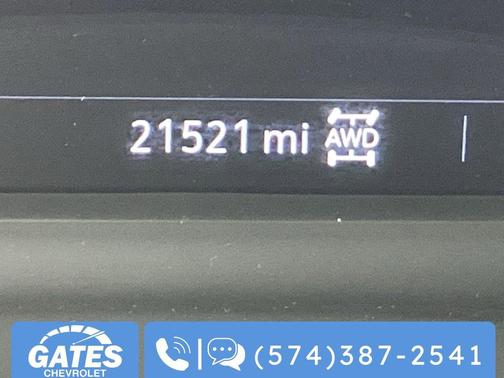 21521 mi AWD
GATES
CHEVROLET
(574)387-2541